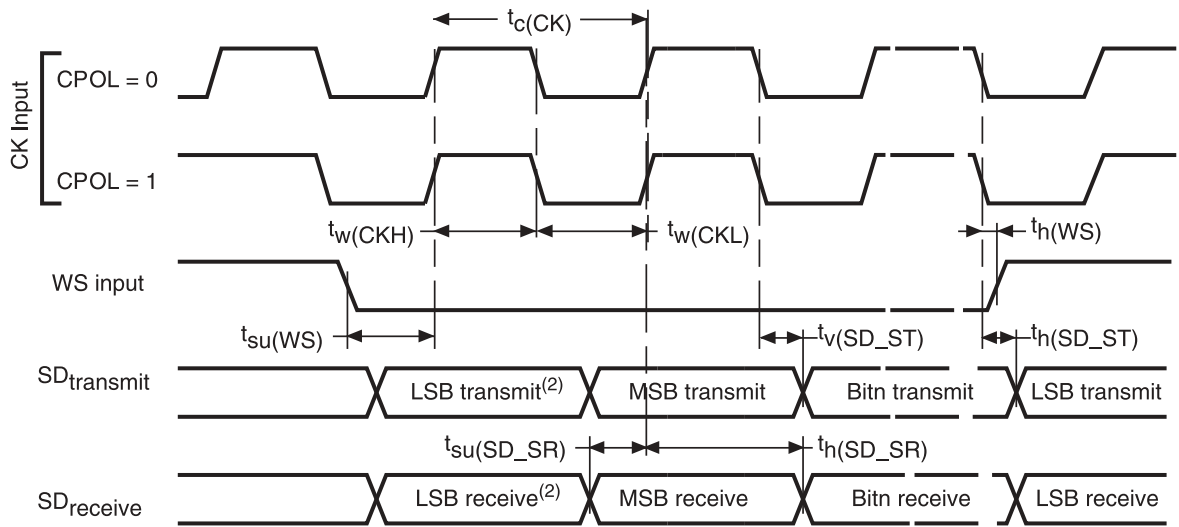 tc(CK)
CK Input
CPOL = 0
CPOL = 1
tw(CKH)
tw(CKL)
th(WS)
WS input
tsu(WS)
tv(SD_ST)
th(SD_ST)
SDtransmit
LSB transmit(2)
MSB transmit
Bitn transmit
LSB transmit
tsu(SD_SR)
th(SD_SR)
SDreceive
LSB receive(2)
MSB receive
Bitn receive
LSB receive